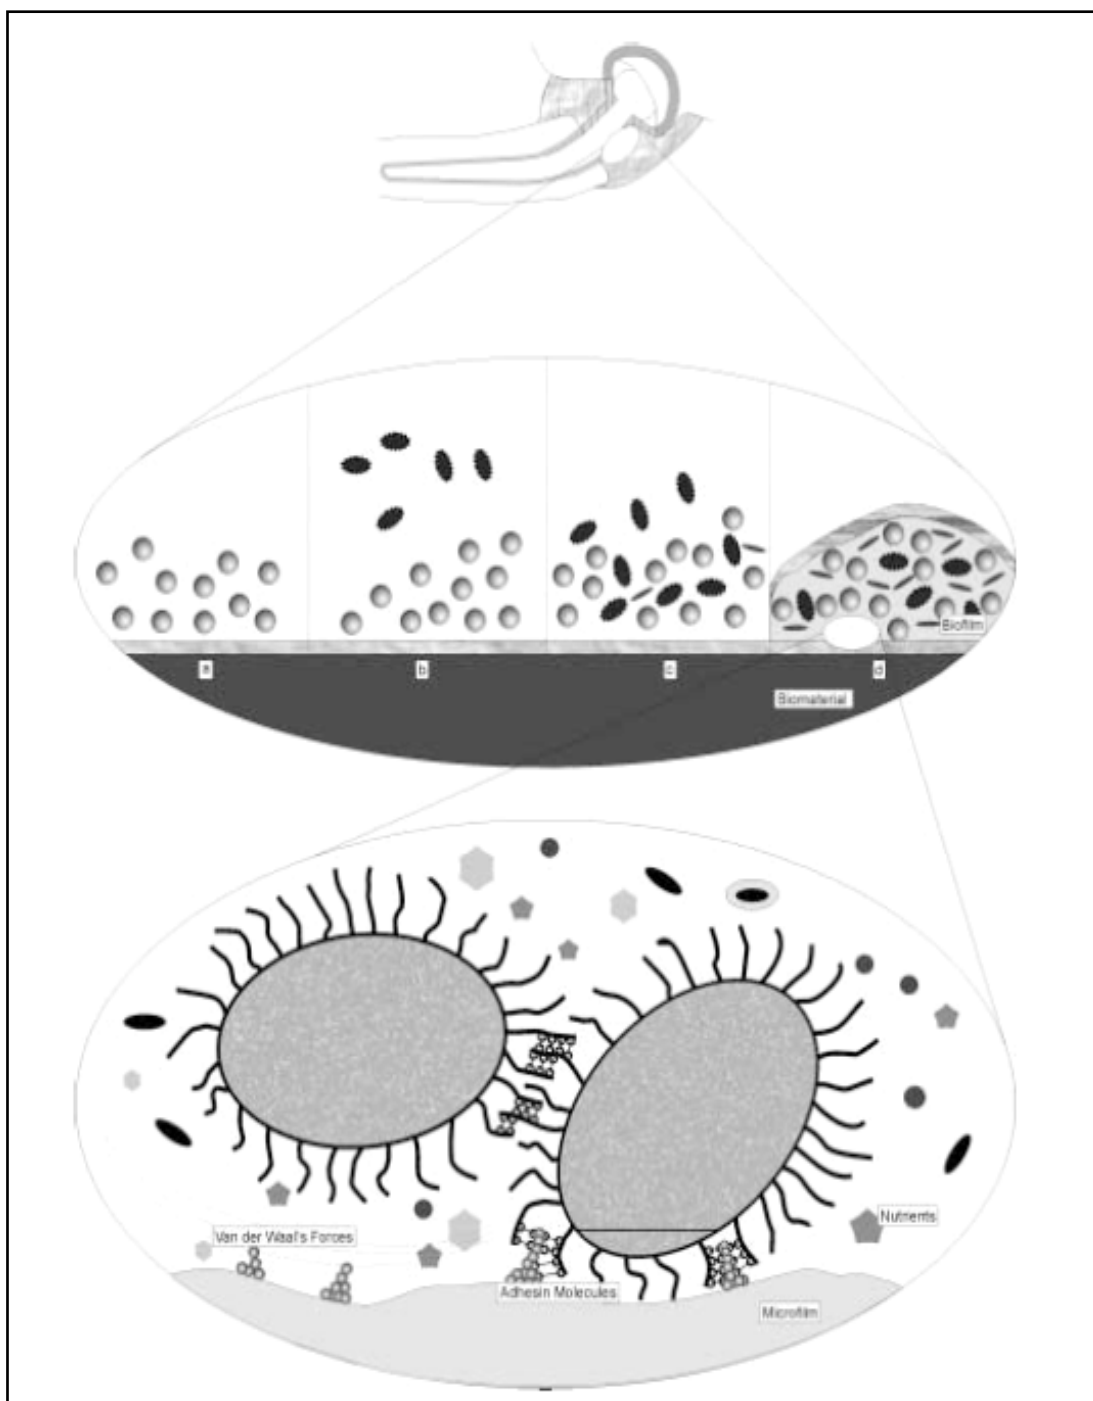 a
b
c
d
Biofilm
Biomaterial
Nutrients
Van der Waal's Forces
Adhesin Molecules
Microfilm